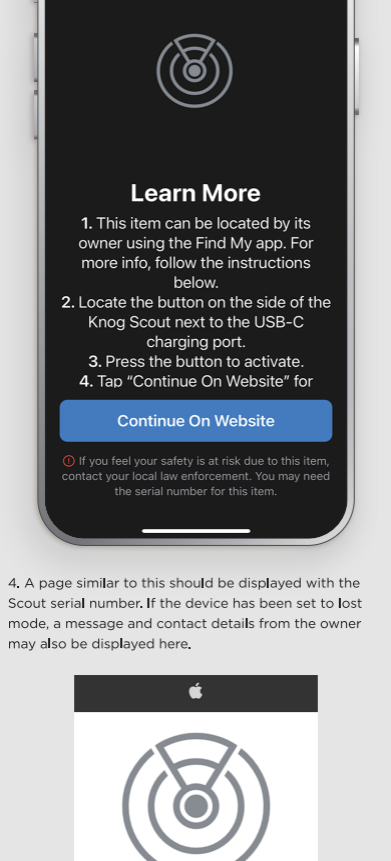 Learn More
1. This item can be located by its
owner using the Find My app. For
more info, follow the instructions
below.
2. Locate the button on the side of the
Knog Scout next to the USB-C
charging port.
3. Press the button to activate.
4. Tap “Continue On Website” for
Continue On Website
If you feel your safety is at risk due to this item,
contact your local law enforcement. You may need
the serial number for this item.
4. A page similar to this should be displayed with the
Scout serial number. If the device has been set to lost
mode, a message and contact details from the owner
may also be displayed here.